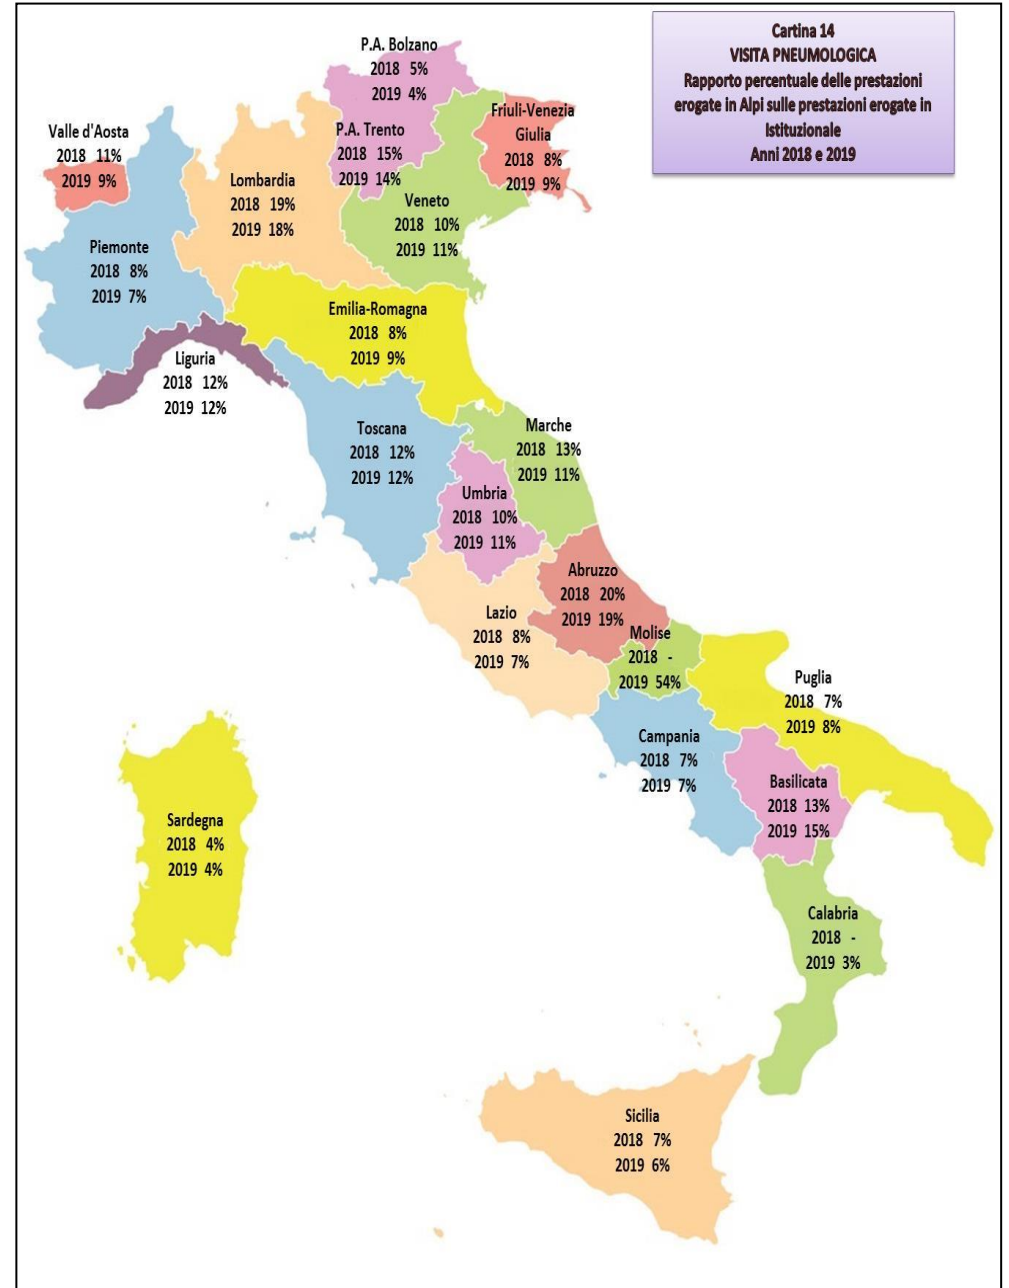 Cartina 14
VISITA PNEUMOLOGICA
Rapporto percentuale delle prestazioni
erogate in Alpi sulle prestazioni erogate in
Istituzionale
Anni 2018 e 2019
P.A. Bolzano
2018 5%
2019 4%
Friuli-Venezia
Giulia
2018 8%
2019 9%
Valle d'Aosta
2018 11%
2019 9%
P.A. Trento
2018 15%
2019 14%
Lombardia
2018 19%
2019 18%
Veneto
2018 10%
2019 11%
Piemonte
2018 8%
2019 7%
Emilia-Romagna
2018 8%
2019 9%
Liguria
2018 12%
2019 12%
Toscana
2018 12%
2019 12%
Marche
2018 13%
2019 11%
Umbria
2018 10%
2019 11%
Abruzzo
2018 20%
2019 19%
Lazio
2018 8%
2019 7%
Molise
2018 -
2019 54%
Puglia
2018 7%
2019 8%
Campania
2018 7%
2019 7%
Basilicata
2018 13%
2019 15%
Sardegna
2018 4%
2019 4%
Calabria
2018 -
2019 3%
Sicilia
2018 7%
2019 6%